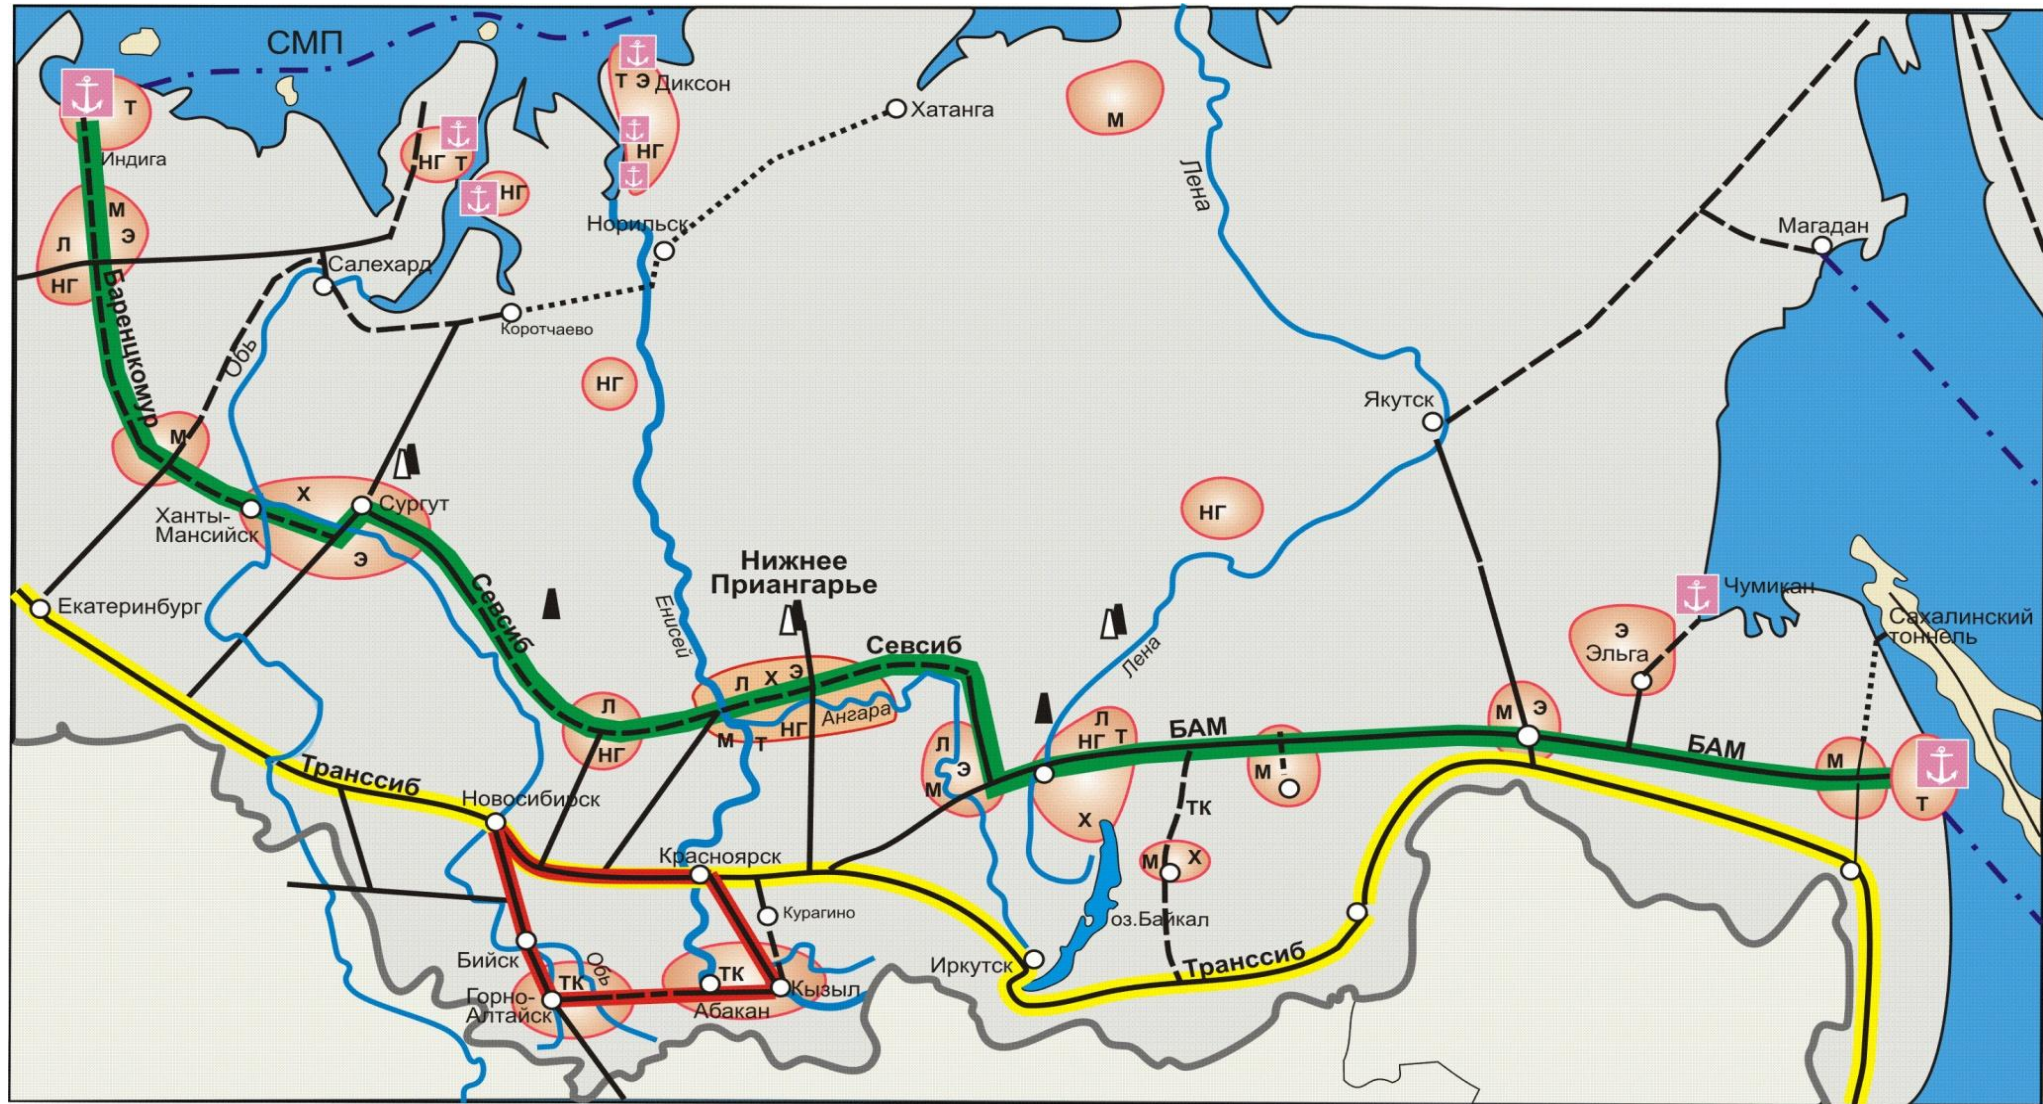 СМП
Т
Индига
Т Э
Диксон
НГ
НГ Т
НГ
Хатанга
М
Лена
Норильск
М
Э
Л
НГ
Баренцкомур
Салехард
Обь
Коротчаево
Магадан
НГ
Якутск
М
Х
Сургут
Ханты-
Мансийск
Э
НГ
Екатеринбург
Севсиб
Нижнее
Приангарье
Енисей
Севсиб
Лена
Чумикан
Э
Эльга
Сахалинский
тоннель
Л
НГ
Л Х Э
НГ
Ангара
М Т
Л
Э
М
Л
НГ Т
Х
БАМ
М
М Э
БАМ
М
Т
Транссиб
Новосибирск
ТК
М Х
Красноярск
Курагино
оз.Байкал
Иркутск
Транссиб
Бийск
Обь
ТК
Горно-
Алтайск
ТК
Абакан
Кызыл